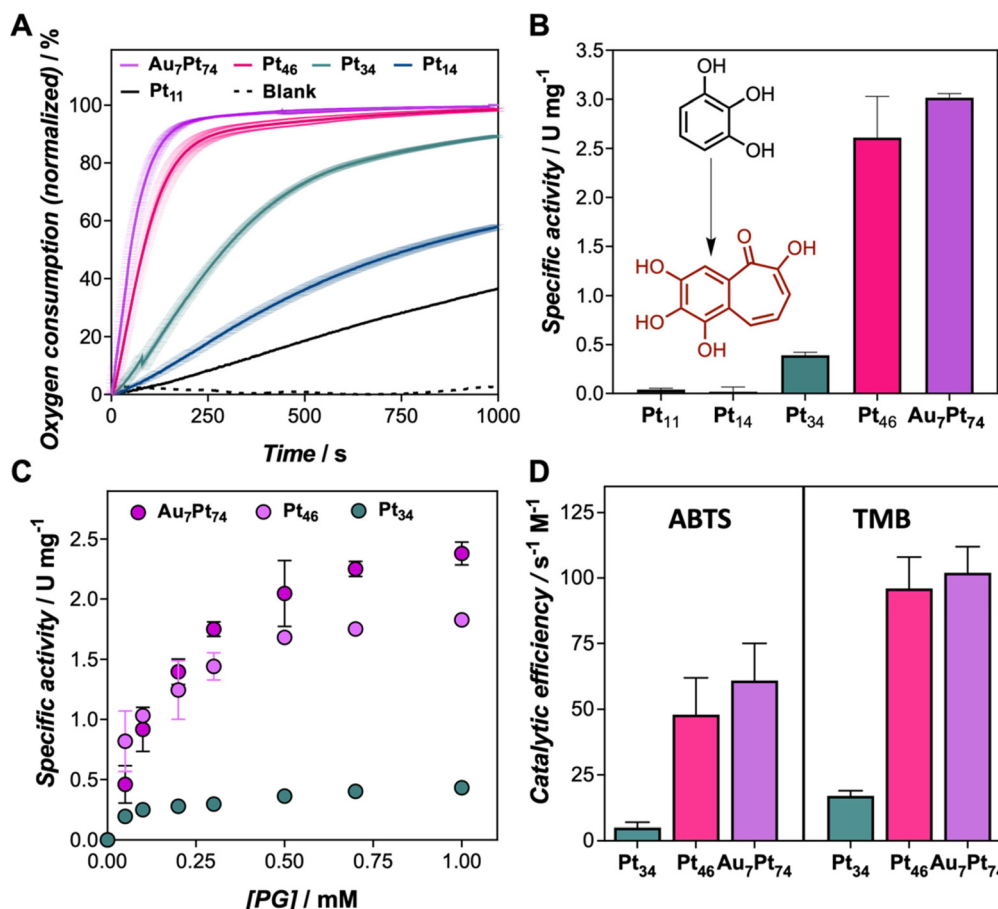 A
Oxygen consumption (normalized) / %
Au₇Pt₇₄ Pt₄₆ Pt₃₄ Pt₁₄
Pt₁₁ Blank
100
80
60
40
20
0
0 250 500 750 1000
Time / s
B
Specific activity / U mg⁻¹
3.5
3.0
2.5
2.0
1.5
1.0
0.5
0.0
OH
OH
OH
O
OH
HO
HO
OH
Pt₁₁ Pt₁₄ Pt₃₄ Pt₄₆ Au₇Pt₇₄
C
Specific activity / U mg⁻¹
Au₇Pt₇₄ Pt₄₆ Pt₃₄
2.5
2.0
1.5
1.0
0.5
0.0
0.00 0.25 0.50 0.75 1.00
[PG] / mM
D
Catalytic efficiency / s⁻¹ M⁻¹
ABTS TMB
125
100
75
50
25
0
Pt₃₄ Pt₄₆ Au₇Pt₇₄ Pt₃₄ Pt₄₆ Au₇Pt₇₄